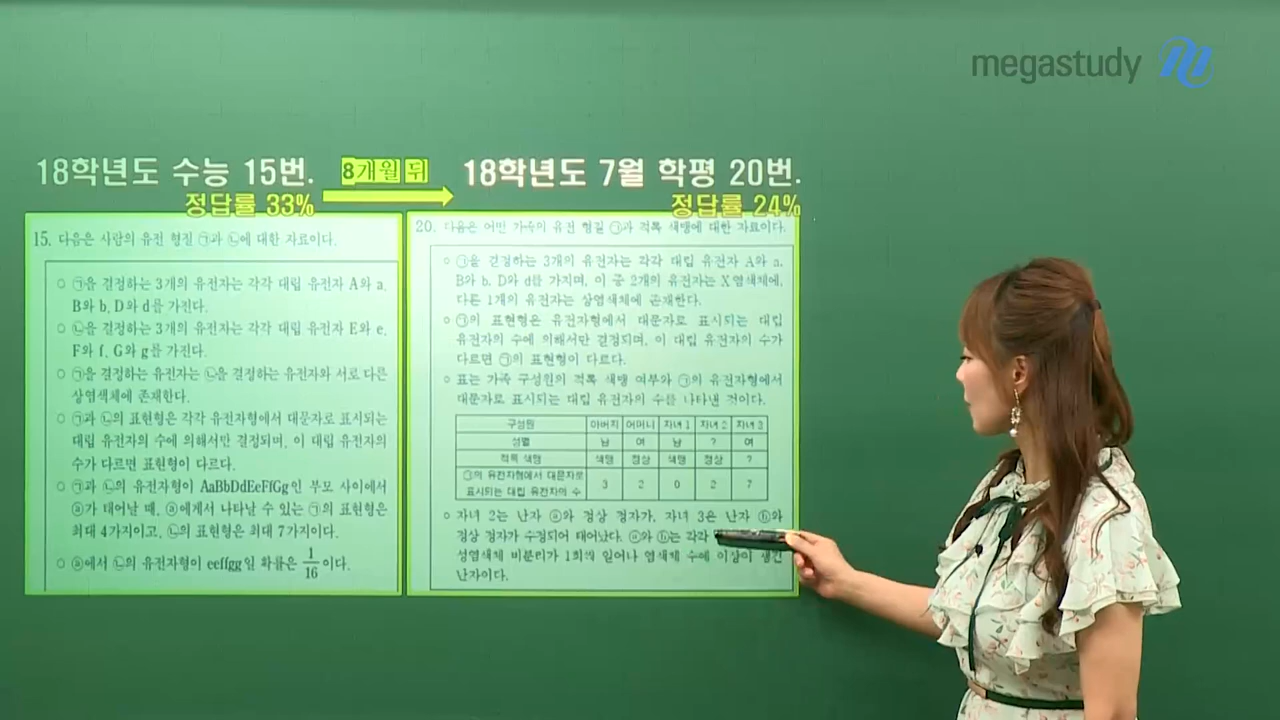 megastudy
18학년도 수능 15번.
8개월 뒤
18학년도 7월 학평 20번.
정답률 33%
정답률 24%
15. 다음은 사람의 유전 형질 ㉠과 ㉡에 대한 자료이다.
○ ㉠을 결정하는 3개의 유전자는 각각 대립 유전자 A와 a,
B와 b, D와 d를 가진다.
○ ㉡을 결정하는 3개의 유전자는 각각 대립 유전자 E와 e,
F와 f, G와 g를 가진다.
○ ㉠을 결정하는 유전자는 ㉡을 결정하는 유전자와 서로 다른
상염색체에 존재한다.
○ ㉠과 ㉡의 표현형은 각각 유전자형에서 대문자로 표시되는
대립 유전자의 수에 의해서만 결정되며, 이 대립 유전자의
수가 다르면 표현형이 다르다.
○ ㉠과 ㉡의 유전자형이 AaBbDdEeFfGg인 부모 사이에서
ⓐ가 태어날 때, ⓐ에게서 나타날 수 있는 ㉠의 표현형은
최대 4가지이고, ㉡의 표현형은 최대 7가지이다.
○ ⓐ에서 ㉡의 유전자형이 eeffgg일 확률은 1/16이다.
20. 다음은 어떤 가족의 유전 형질 ㉠과 적록 색맹에 대한 자료이다.
○ ㉠을 결정하는 3개의 유전자는 각각 대립 유전자 A와 a,
B와 b, D와 d를 가지며, 이 중 2개의 유전자는 X 염색체에,
다른 1개의 유전자는 상염색체에 존재한다.
○ ㉠의 표현형은 유전자형에서 대문자로 표시되는 대립
유전자의 수에 의해서만 결정되며, 이 대립 유전자의 수가
다르면 ㉠의 표현형이 다르다.
○ 표는 가족 구성원의 적록 색맹 여부와 ㉠의 유전자형에서
대문자로 표시되는 대립 유전자의 수를 나타낸 것이다.
구성원 아버지 어머니 자녀 1 자녀 2 자녀 3
성별 남 여 남 ? 여
적록 색맹 색맹 정상 색맹 정상 ?
㉠의 유전자형에서 대문자로
표시되는 대립 유전자의 수 3 2 0 2 7
○ 자녀 2는 난자 ⓐ와 정상 정자가, 자녀 3은 난자 ⓑ와
정상 정자가 수정되어 태어났다. ⓐ와 ⓑ는 각각
성염색체 비분리가 1회씩 일어나 염색체 수에 이상이 생긴
난자이다.